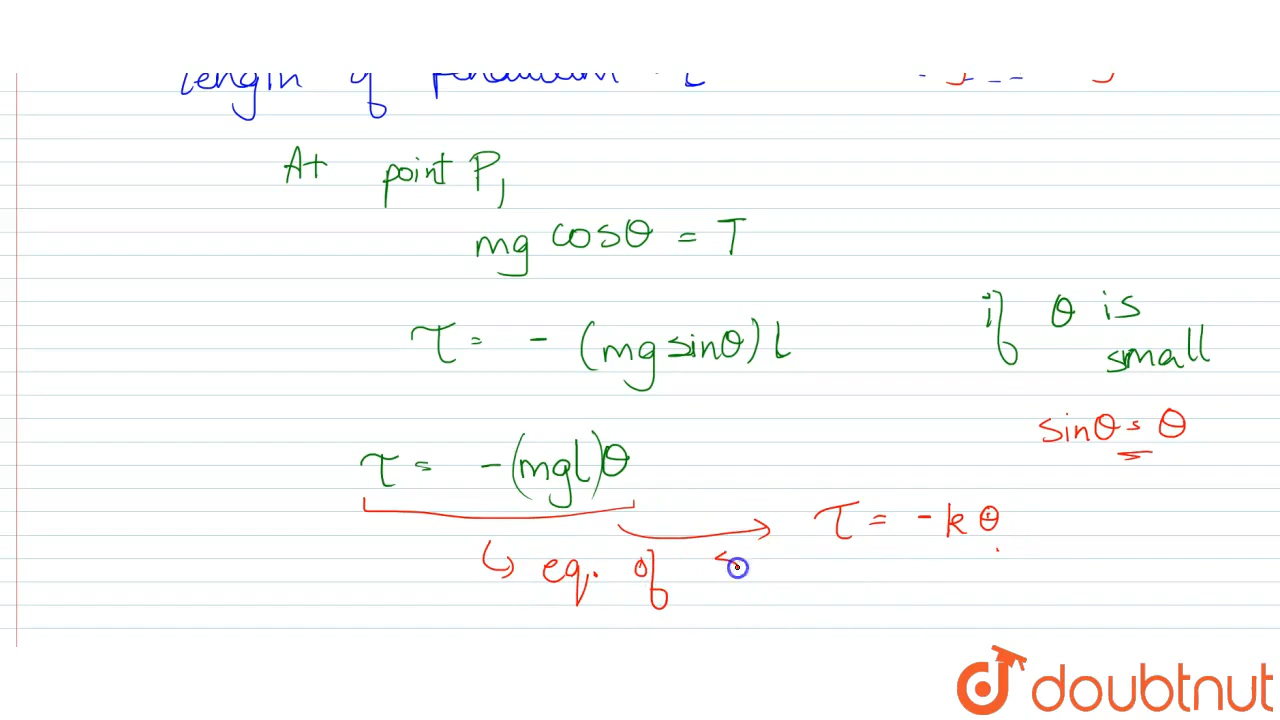 length of pendulum
At point P,
mg cosθ = T
τ = - (mg sinθ) l
if θ is
small
sinθ = θ
τ = -(mgl)θ
τ = -kθ
↳ eq. of s
doubtnut